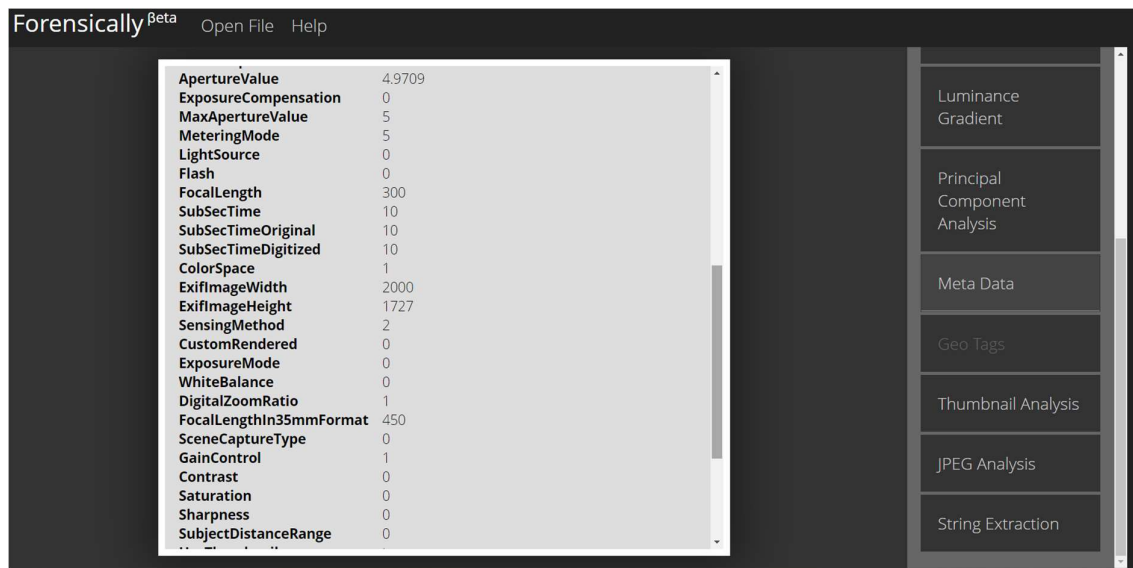 Forensically βeta Open File Help
ApertureValue 4.9709
ExposureCompensation 0
MaxApertureValue 5
MeteringMode 5
LightSource 0
Flash 0
FocalLength 300
SubSecTime 10
SubSecTimeOriginal 10
SubSecTimeDigitized 10
ColorSpace 1
ExifImageWidth 2000
ExifImageHeight 1727
SensingMethod 2
CustomRendered 0
ExposureMode 0
WhiteBalance 0
DigitalZoomRatio 1
FocalLengthIn35mmFormat 450
SceneCaptureType 0
GainControl 1
Contrast 0
Saturation 0
Sharpness 0
SubjectDistanceRange 0
Luminance
Gradient
Principal
Component
Analysis
Meta Data
Geo Tags
Thumbnail Analysis
JPEG Analysis
String Extraction